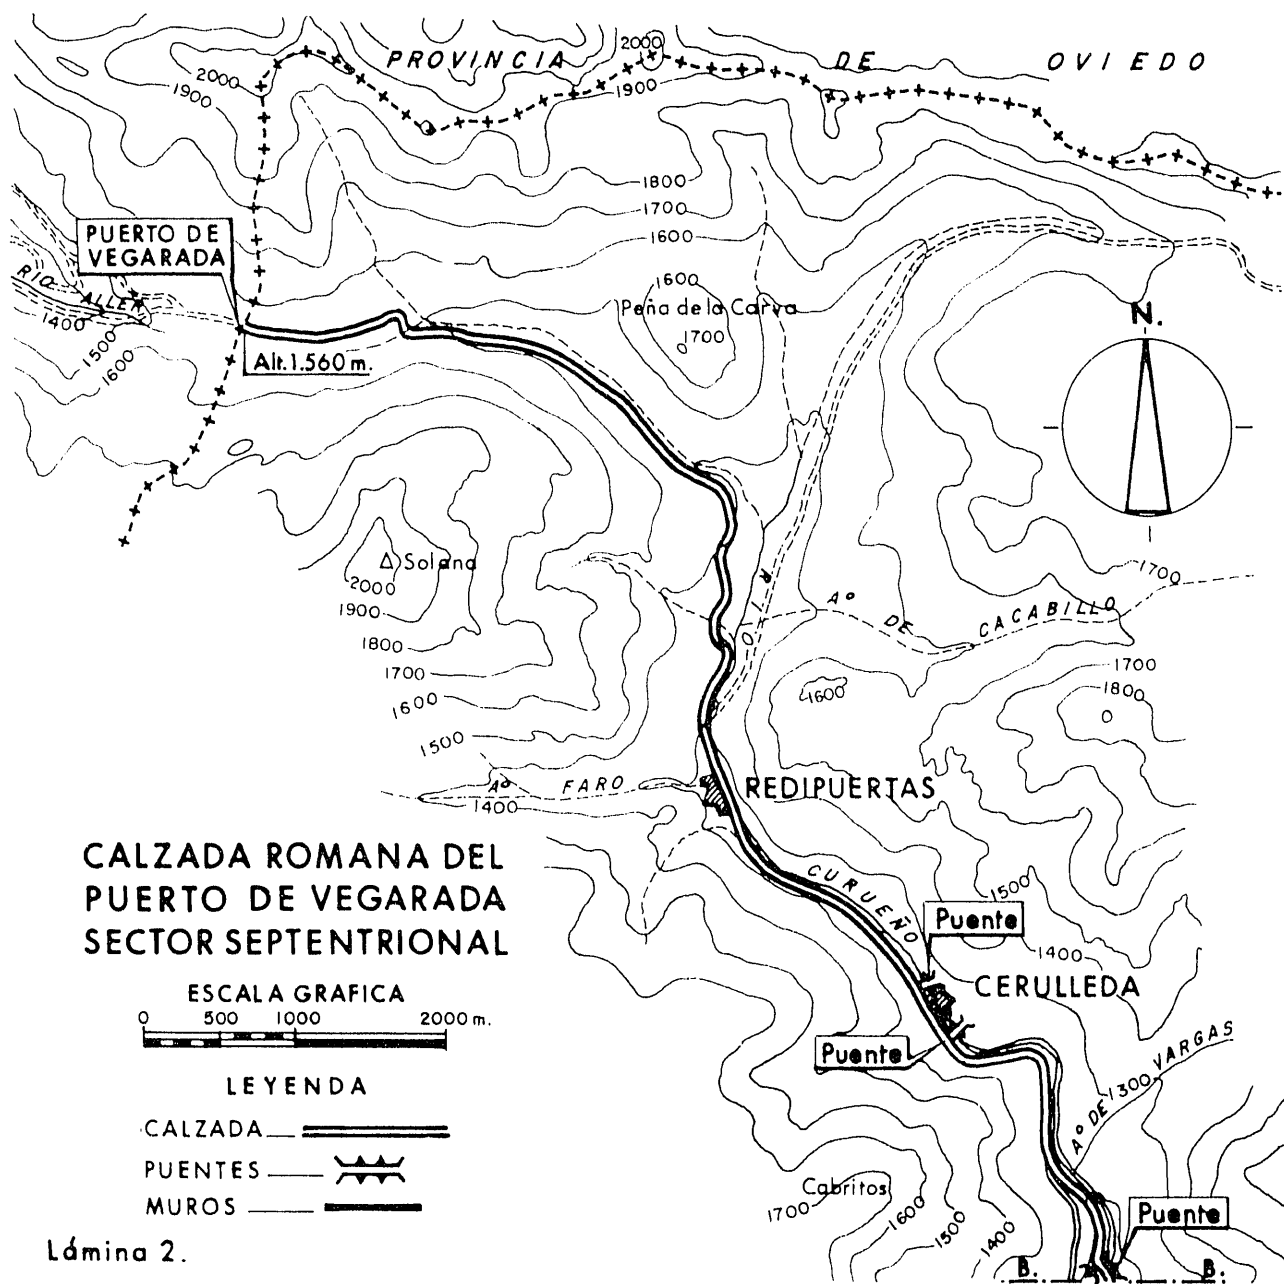 PROVINCIA DE OVIEDO
2000
2000
1900
1900
1800
1700
1600
PUERTO DE
VEGARADA
RIO ALLER
1400
1500
1600
Alt.1.560 m.
1600
Peña de la Carva
1700
N.
Solana
2000
1900
1800
1700
1600
1500
1400
RIO
Aº DE CACABILLO
1700
1700
1800
1600
Aº FARO
REDIPUERTAS
CURUEÑO
1500
Puente
1400
CERULLEDA
Puente
Aº DE VARGAS
1300
Cabritos
1700
1600
1500
1400
Puente
B. B.
CALZADA ROMANA DEL
PUERTO DE VEGARADA
SECTOR SEPTENTRIONAL
ESCALA GRAFICA
0 500 1000 2000 m.
LEYENDA
CALZADA
PUENTES
MUROS
Lámina 2.